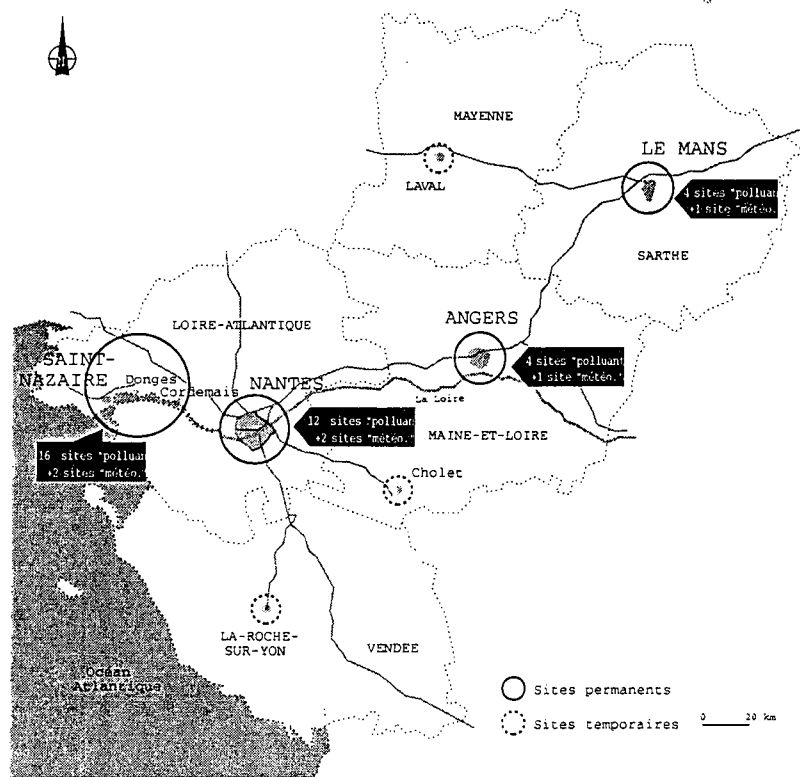 N
MAYENNE
LE MANS
LAVAL
4 sites "polluan
+1 site "météo.
SARTHE
ANGERS
LOIRE-ATLANTIQUE
4 sites "polluant
+1 site "météo."
SAINT-
NAZAIRE
Donges
Cordemais
NANTES
La Loire
12 sites "polluan
+2 sites "météo."
MAINE-ET-LOIRE
16 sites "polluan
+2 sites "météo."
Cholet
LA-ROCHE-
SUR-YON
VENDEE
Océan
Atlantique
Sites permanents
Sites temporaires
0 20 km